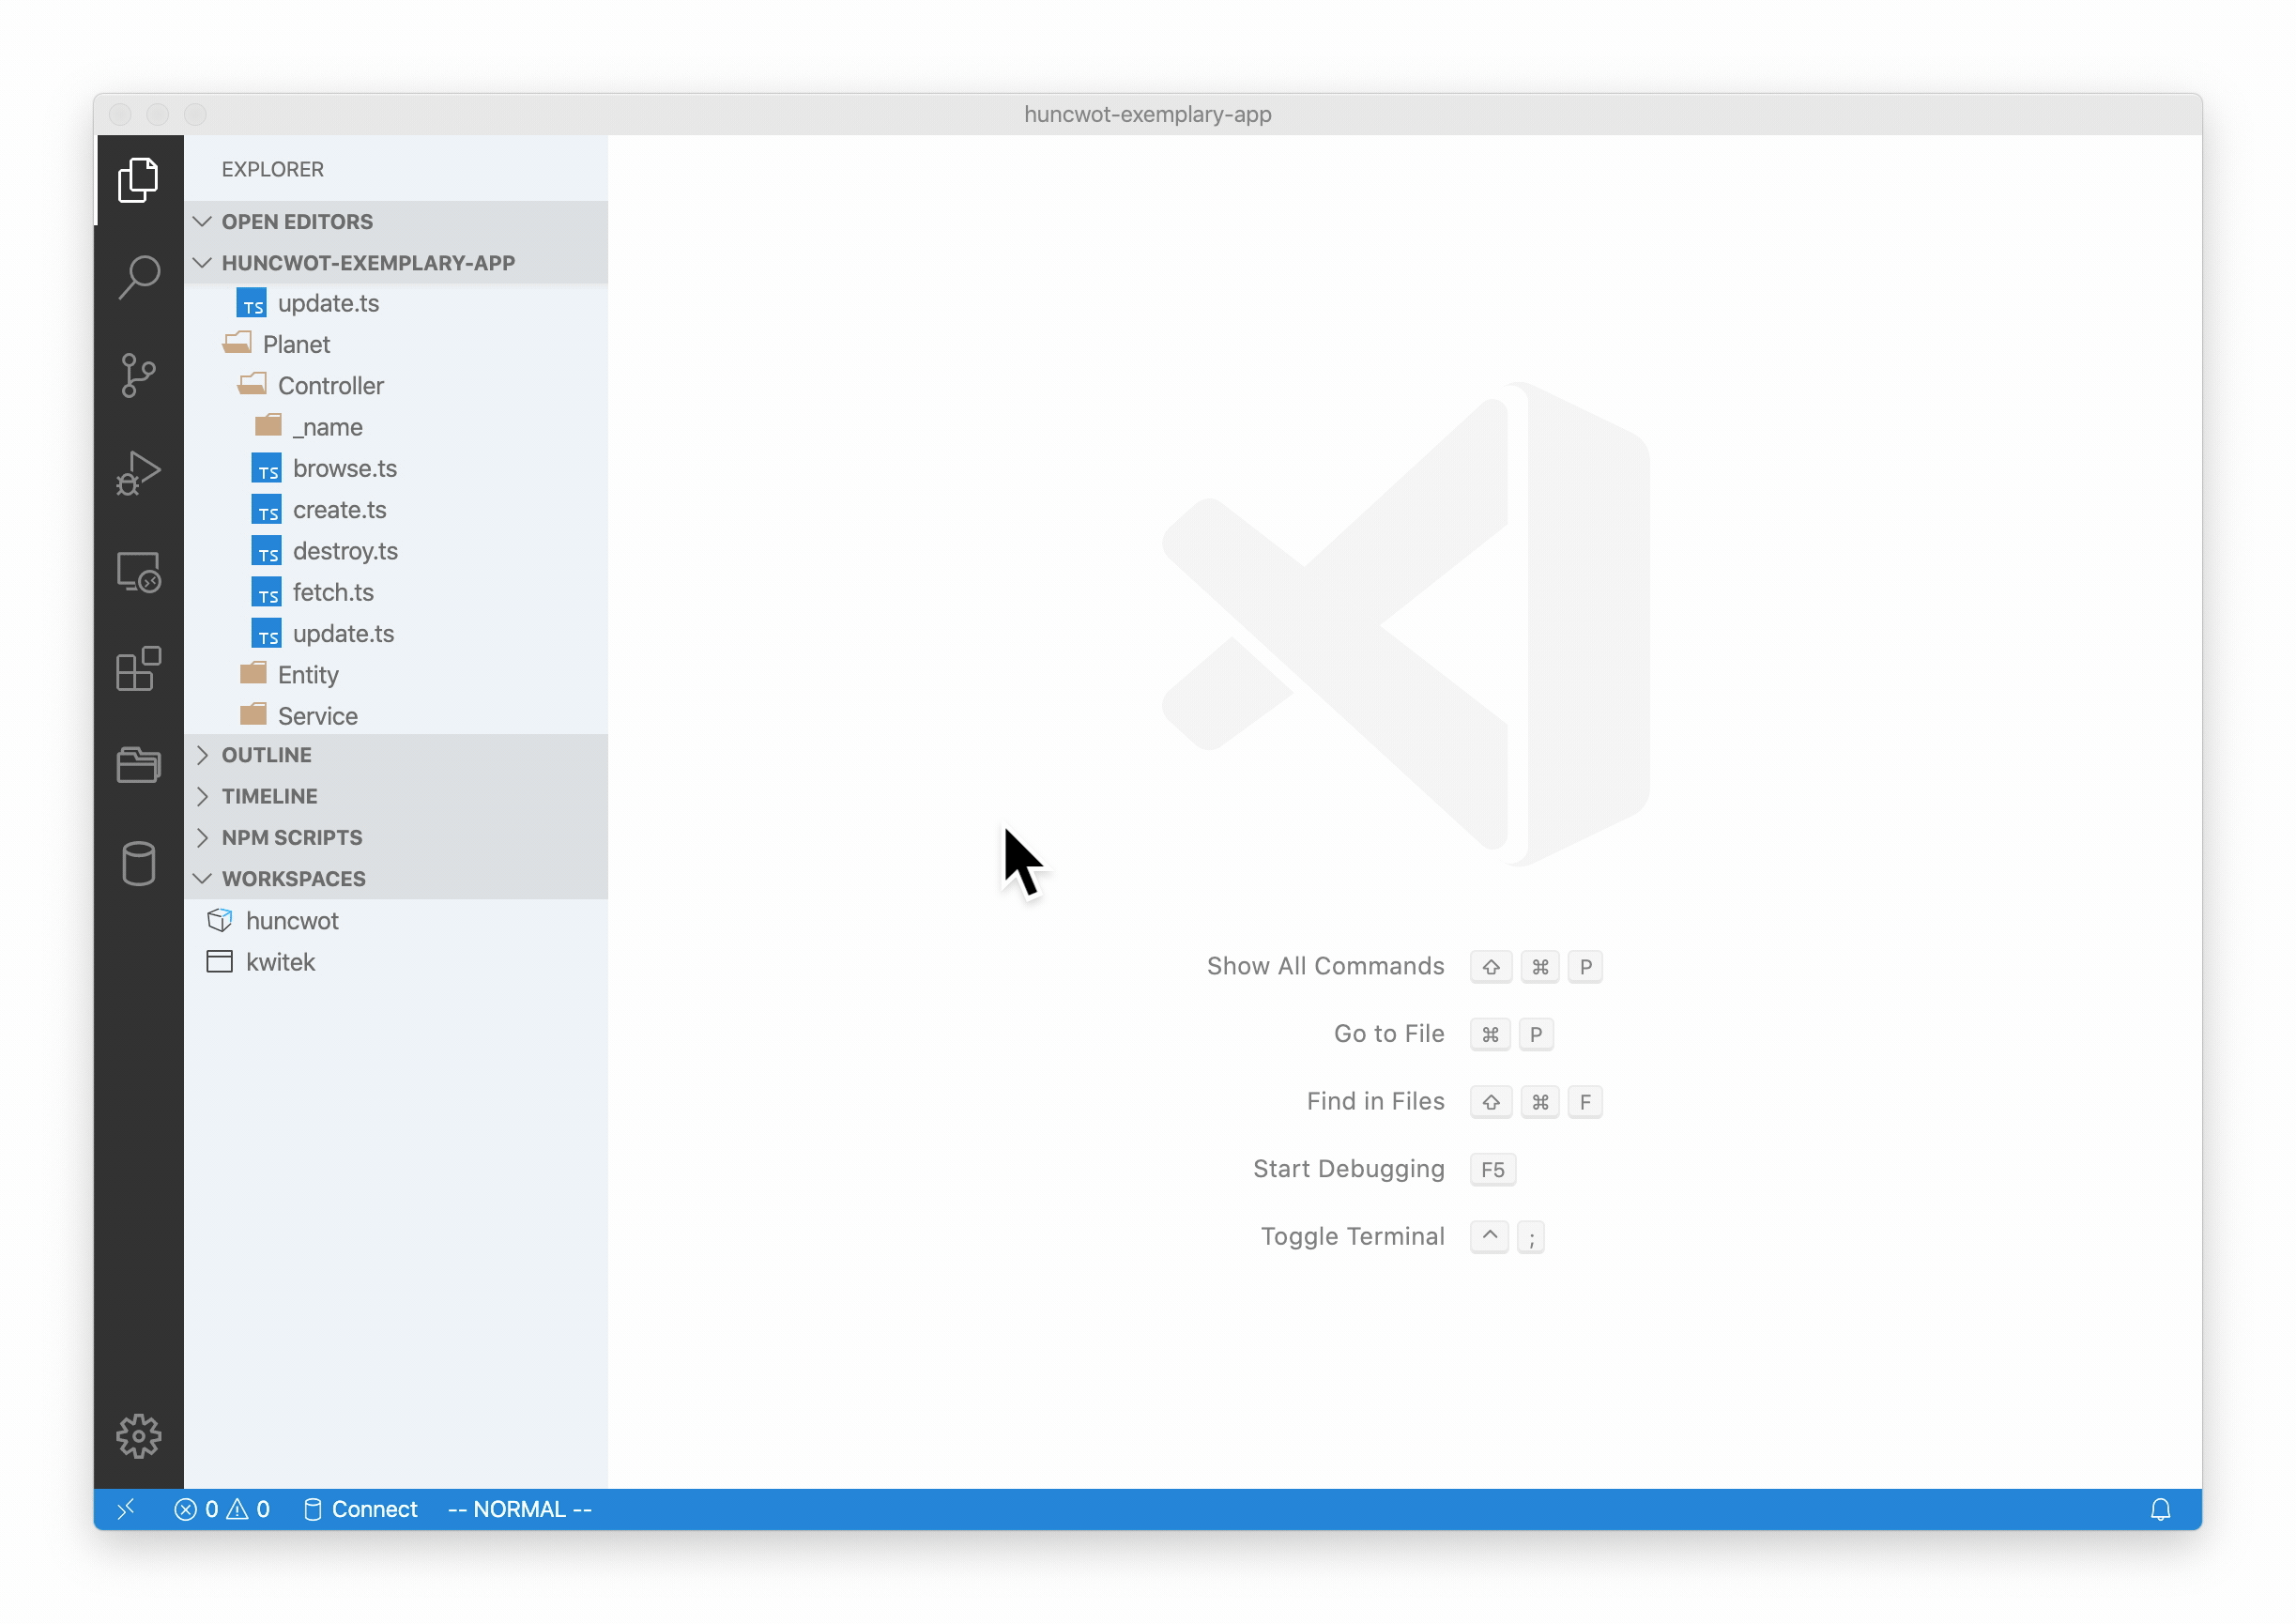 huncwot-exemplary-app
EXPLORER
OPEN EDITORS
HUNCWOT-EXEMPLARY-APP
TS update.ts
Planet
Controller
_name
TS browse.ts
TS create.ts
TS destroy.ts
TS fetch.ts
TS update.ts
Entity
Service
OUTLINE
TIMELINE
NPM SCRIPTS
WORKSPACES
huncwot
kwitek
Show All Commands ⇧ ⌘ P
Go to File ⌘ P
Find in Files ⇧ ⌘ F
Start Debugging F5
Toggle Terminal ^ ;
0 0 Connect -- NORMAL --